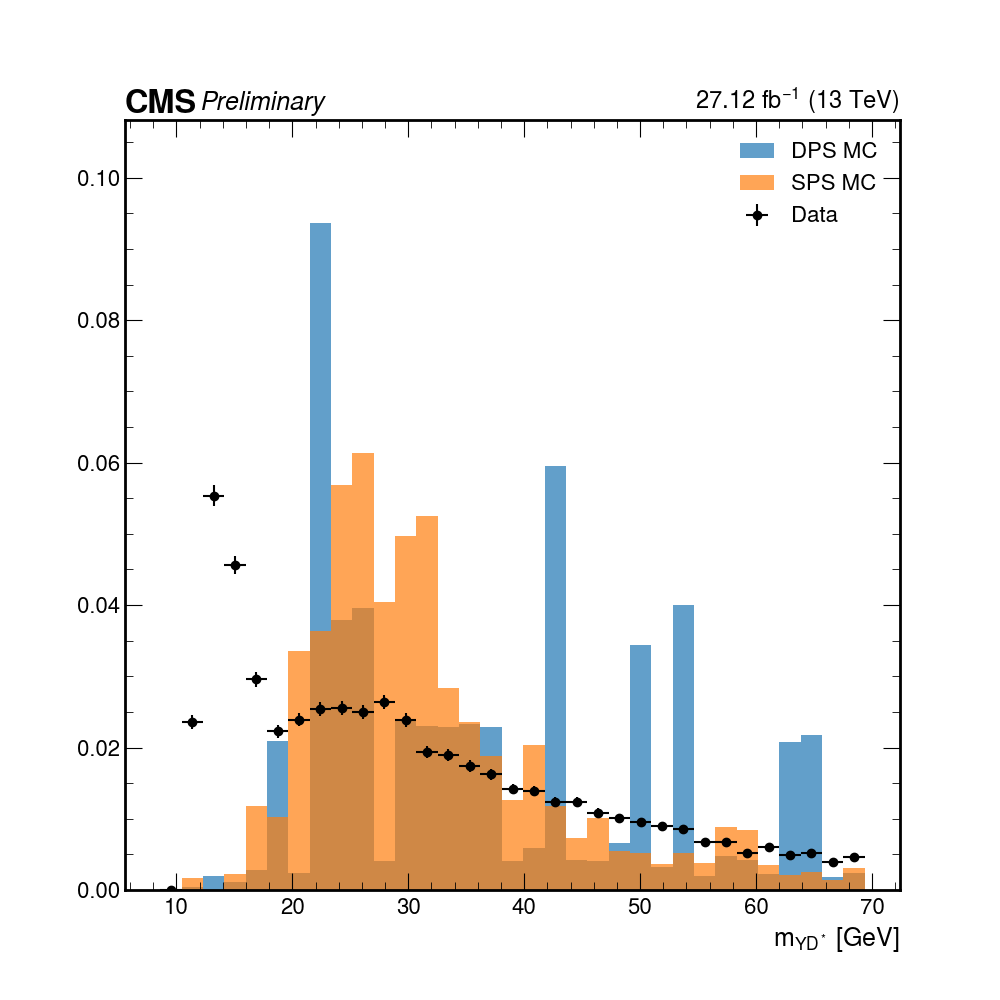 CMS Preliminary
27.12 fb⁻¹ (13 TeV)
DPS MC
SPS MC
Data
0.10
0.08
0.06
0.04
0.02
0.00
10 20 30 40 50 60 70
mYD* [GeV]